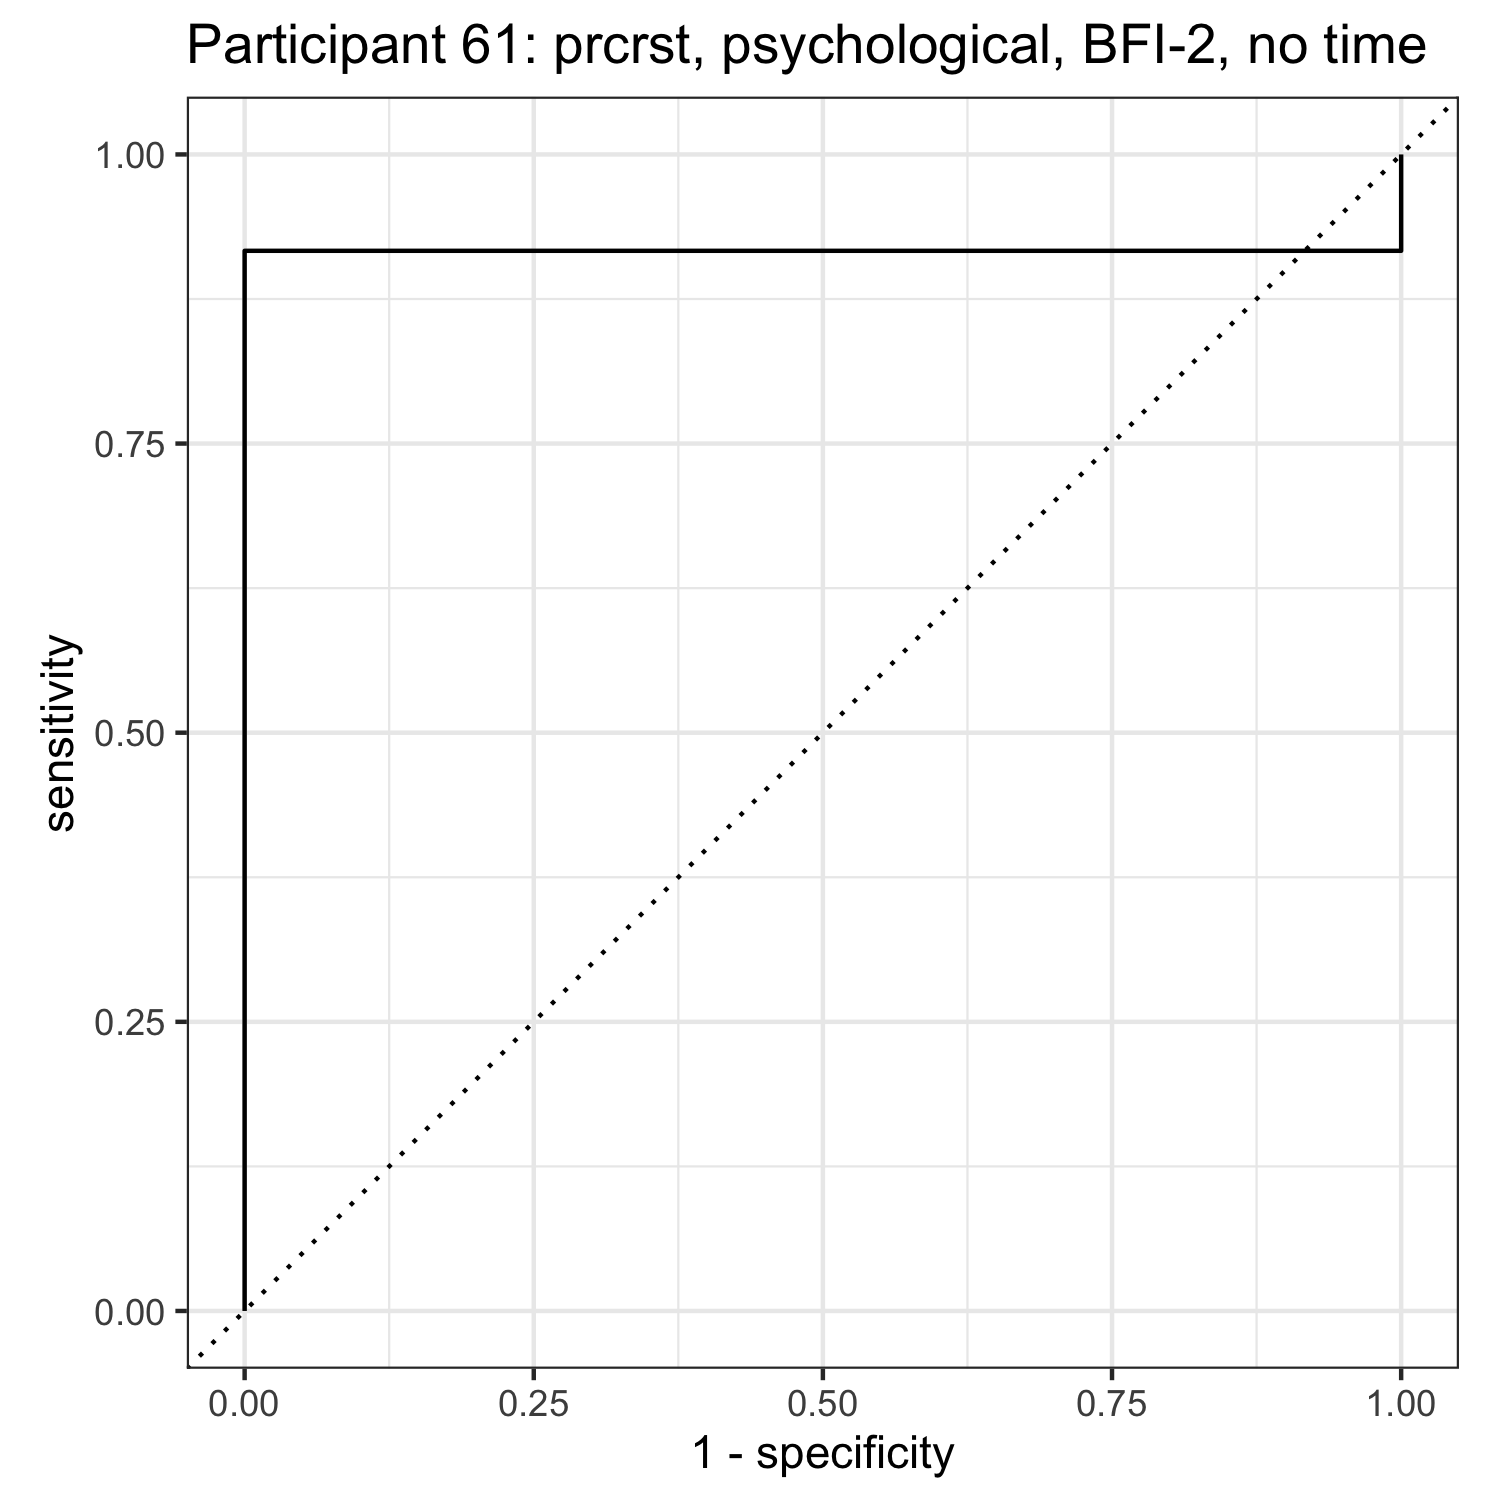 Participant 61: prcrst, psychological, BFI-2, no time
1.00
0.75
0.50
0.25
0.00
sensitivity
0.00 0.25 0.50 0.75 1.00
1 - specificity